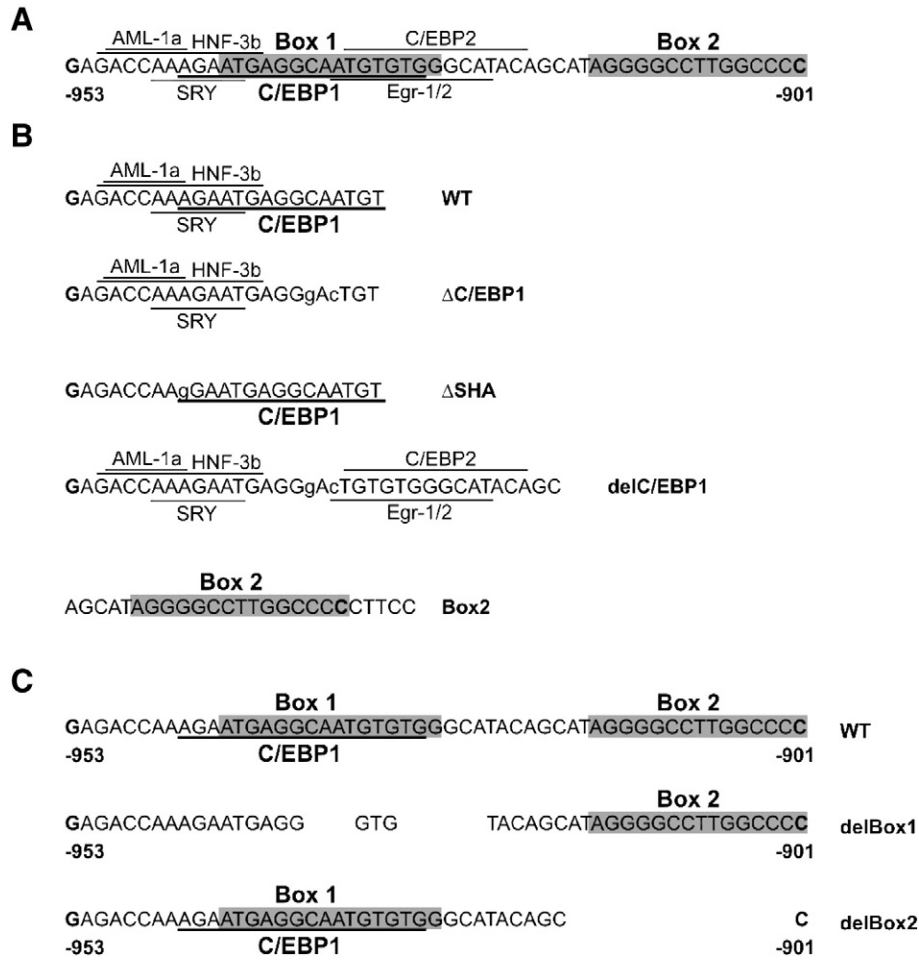 A
AML-1a HNF-3b Box 1 C/EBP2 Box 2
GAGACCAAAGAATGAGGCAATGTGTGGGCATACAGCATAGGGGCCTTGGCCCC
-953 SRY C/EBP1 Egr-1/2 -901
B
AML-1a HNF-3b
GAGACCAAAGAATGAGGCAATGT WT
SRY C/EBP1
AML-1a HNF-3b
GAGACCAAAGAATGAGGgAcTGT ΔC/EBP1
SRY
GAGACCAAgGAATGAGGCAATGT ΔSHA
C/EBP1
AML-1a HNF-3b C/EBP2
GAGACCAAAGAATGAGGgAcTGTGTGGGCATACAGC delC/EBP1
SRY Egr-1/2
Box 2
AGCATAGGGGCCTTGGCCCCCTTCC Box2
C
Box 1 Box 2
GAGACCAAAGAATGAGGCAATGTGTGGGCATACAGCATAGGGGCCTTGGCCCC WT
-953 C/EBP1 -901
Box 2
GAGACCAAAGAATGAGG GTG TACAGCATAGGGGCCTTGGCCCC delBox1
-953 -901
Box 1
GAGACCAAAGAATGAGGCAATGTGTGGGCATACAGC C delBox2
-953 C/EBP1 -901